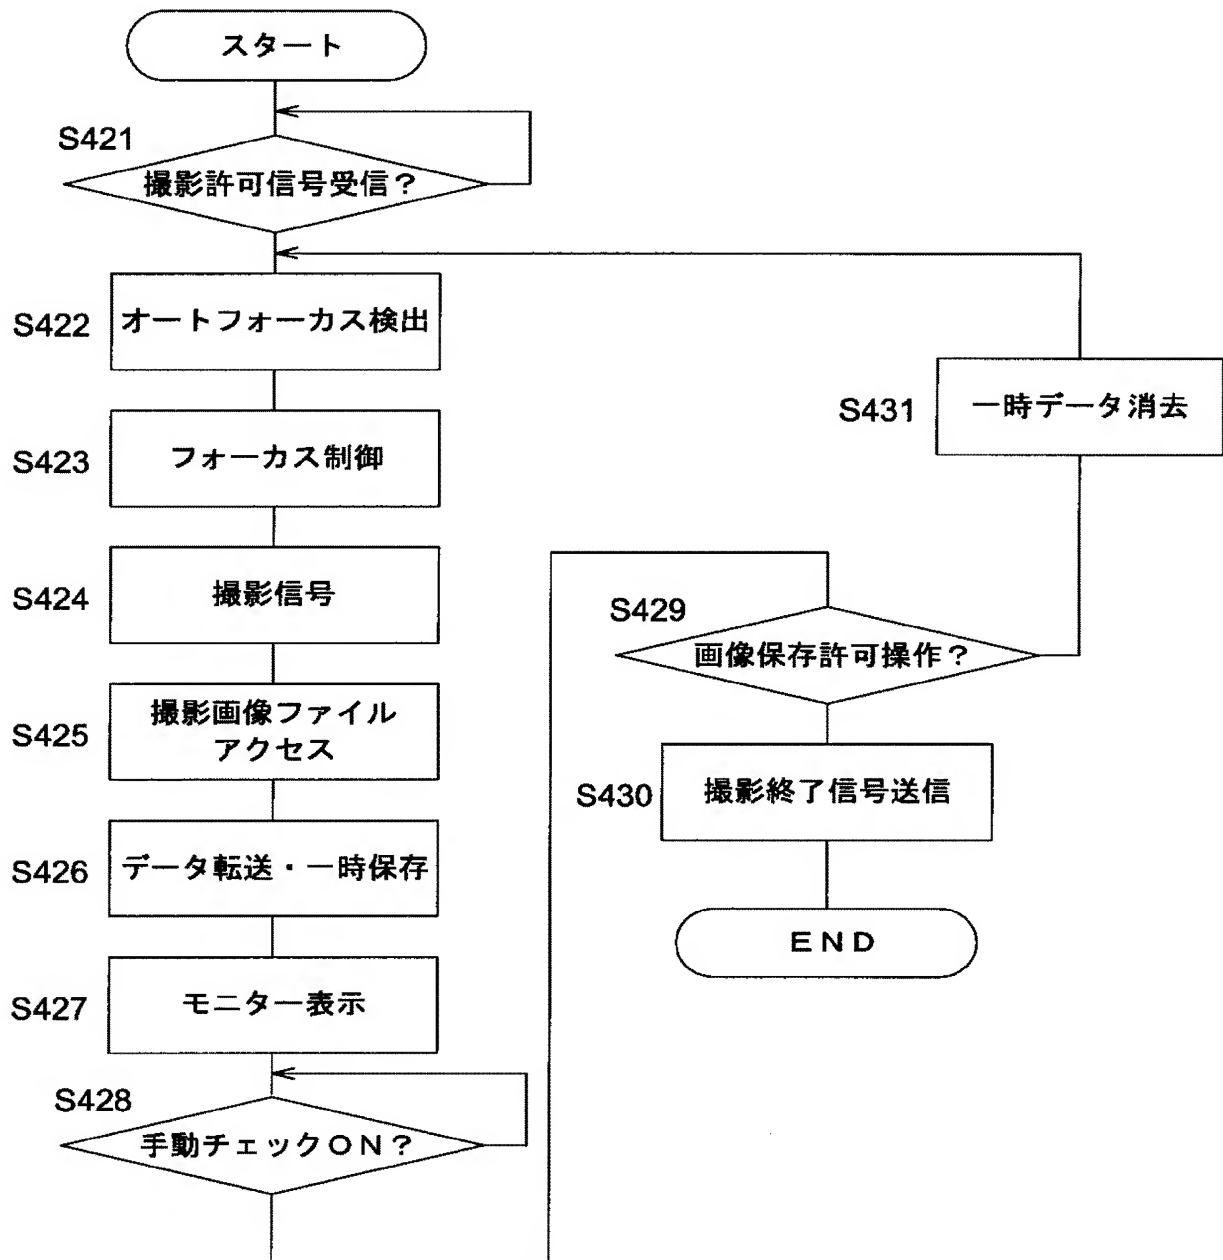 スタート
S421
撮影許可信号受信？
S422
オートフォーカス検出
S423
フォーカス制御
S424
撮影信号
S425
撮影画像ファイル
アクセス
S426
データ転送・一時保存
S427
モニター表示
S428
手動チェックＯＮ？
S429
画像保存許可操作？
S430
撮影終了信号送信
ＥＮＤ
S431
一時データ消去